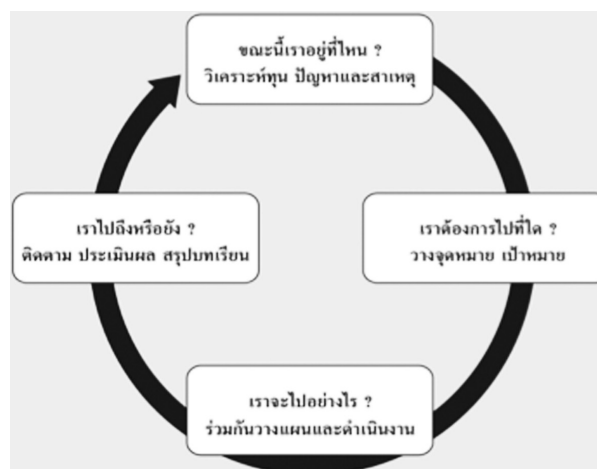 ขณะนี้เราอยู่ที่ไหน ?
วิเคราะห์ทุน ปัญหาและสาเหตุ
เราต้องการไปที่ใด ?
วางจุดหมาย เป้าหมาย
เราจะไปอย่างไร ?
ร่วมกันวางแผนและดำเนินงาน
เราไปถึงหรือยัง ?
ติดตาม ประเมินผล สรุปบทเรียน